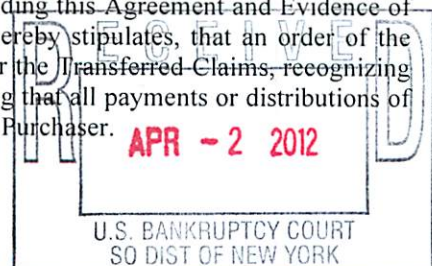 ding this Agreement and Evidence of
ereby stipulates, that an order of the
r the Transferred Claims, recognizing
g that all payments or distributions of
Purchaser.
RECEIVED
APR - 2 2012
U.S. BANKRUPTCY COURT
SO DIST OF NEW YORK